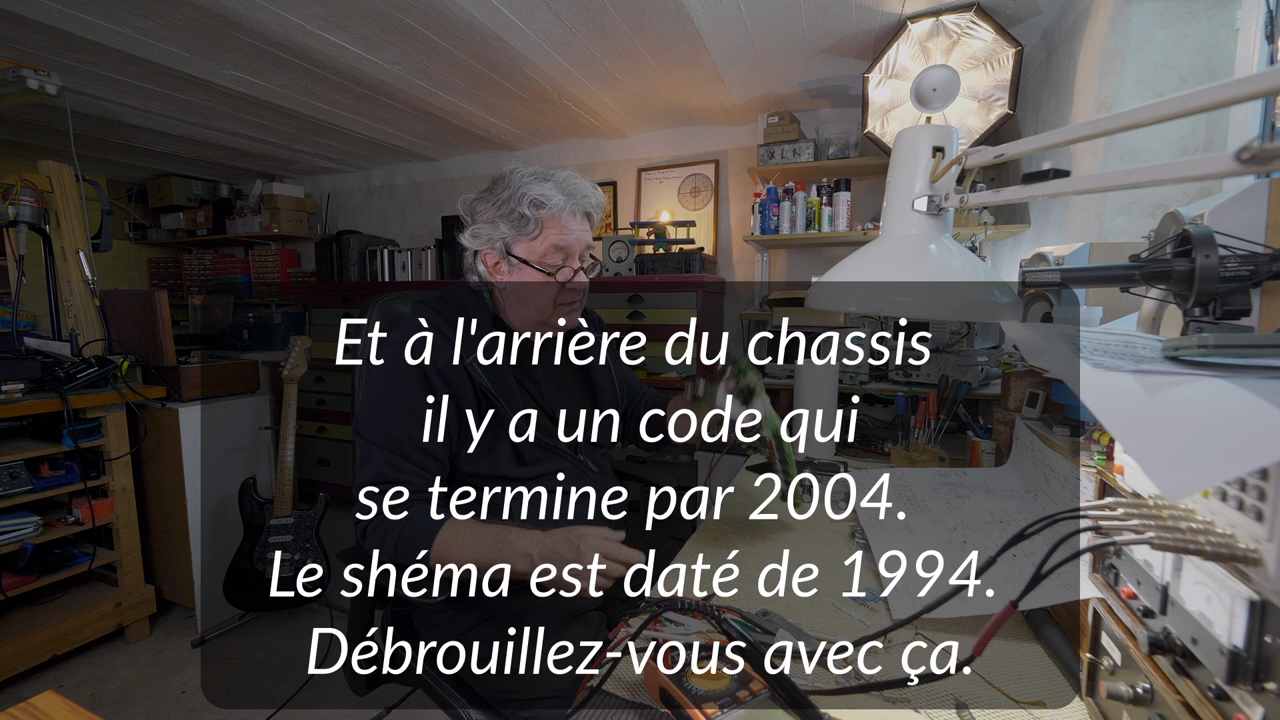 XLR
Et à l'arrière du chassis
il y a un code qui
se termine par 2004.
Le shéma est daté de 1994.
Débrouillez-vous avec ça.